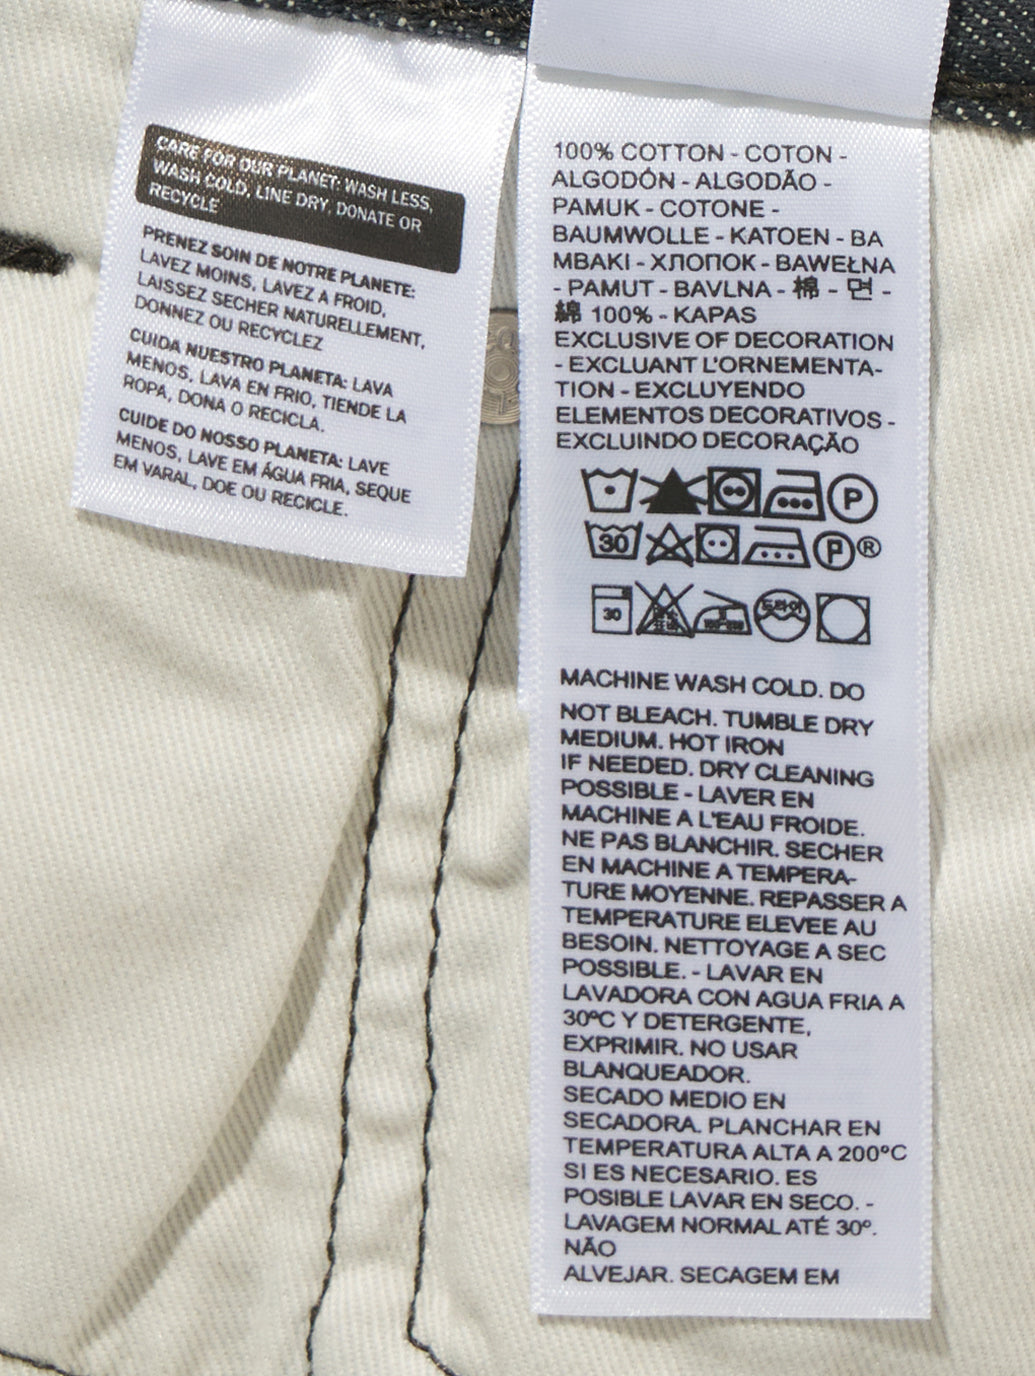 CARE FOR OUR PLANET: WASH LESS,
WASH COLD, LINE DRY, DONATE OR
RECYCLE
PRENEZ SOIN DE NOTRE PLANETE:
LAVEZ MOINS, LAVEZ A FROID,
LAISSEZ SECHER NATURELLEMENT,
DONNEZ OU RECYCLEZ
CUIDA NUESTRO PLANETA: LAVA
MENOS, LAVA EN FRIO, TIENDE LA
ROPA, DONA O RECICLA.
CUIDE DO NOSSO PLANETA: LAVE
MENOS, LAVE EM ÁGUA FRIA, SEQUE
EM VARAL, DOE OU RECICLE.
100% COTTON - COTON -
ALGODÓN - ALGODÃO -
PAMUK - COTONE -
BAUMWOLLE - KATOEN - BA
MBAKI - ХЛОПОК - BAWEŁNA
- PAMUT - BAVLNA - 棉 - 면 -
綿 100% - KAPAS
EXCLUSIVE OF DECORATION
- EXCLUANT L'ORNEMENTA-
TION - EXCLUYENDO
ELEMENTOS DECORATIVOS -
EXCLUINDO DECORAÇÃO
P
30 P ®
30 드라이
MACHINE WASH COLD. DO
NOT BLEACH. TUMBLE DRY
MEDIUM. HOT IRON
IF NEEDED. DRY CLEANING
POSSIBLE - LAVER EN
MACHINE A L'EAU FROIDE.
NE PAS BLANCHIR. SECHER
EN MACHINE A TEMPERA-
TURE MOYENNE. REPASSER A
TEMPERATURE ELEVEE AU
BESOIN. NETTOYAGE A SEC
POSSIBLE. - LAVAR EN
LAVADORA CON AGUA FRIA A
30ºC Y DETERGENTE,
EXPRIMIR. NO USAR
BLANQUEADOR.
SECADO MEDIO EN
SECADORA. PLANCHAR EN
TEMPERATURA ALTA A 200ºC
SI ES NECESARIO. ES
POSIBLE LAVAR EN SECO. -
LAVAGEM NORMAL ATÉ 30º.
NÃO
ALVEJAR. SECAGEM EM